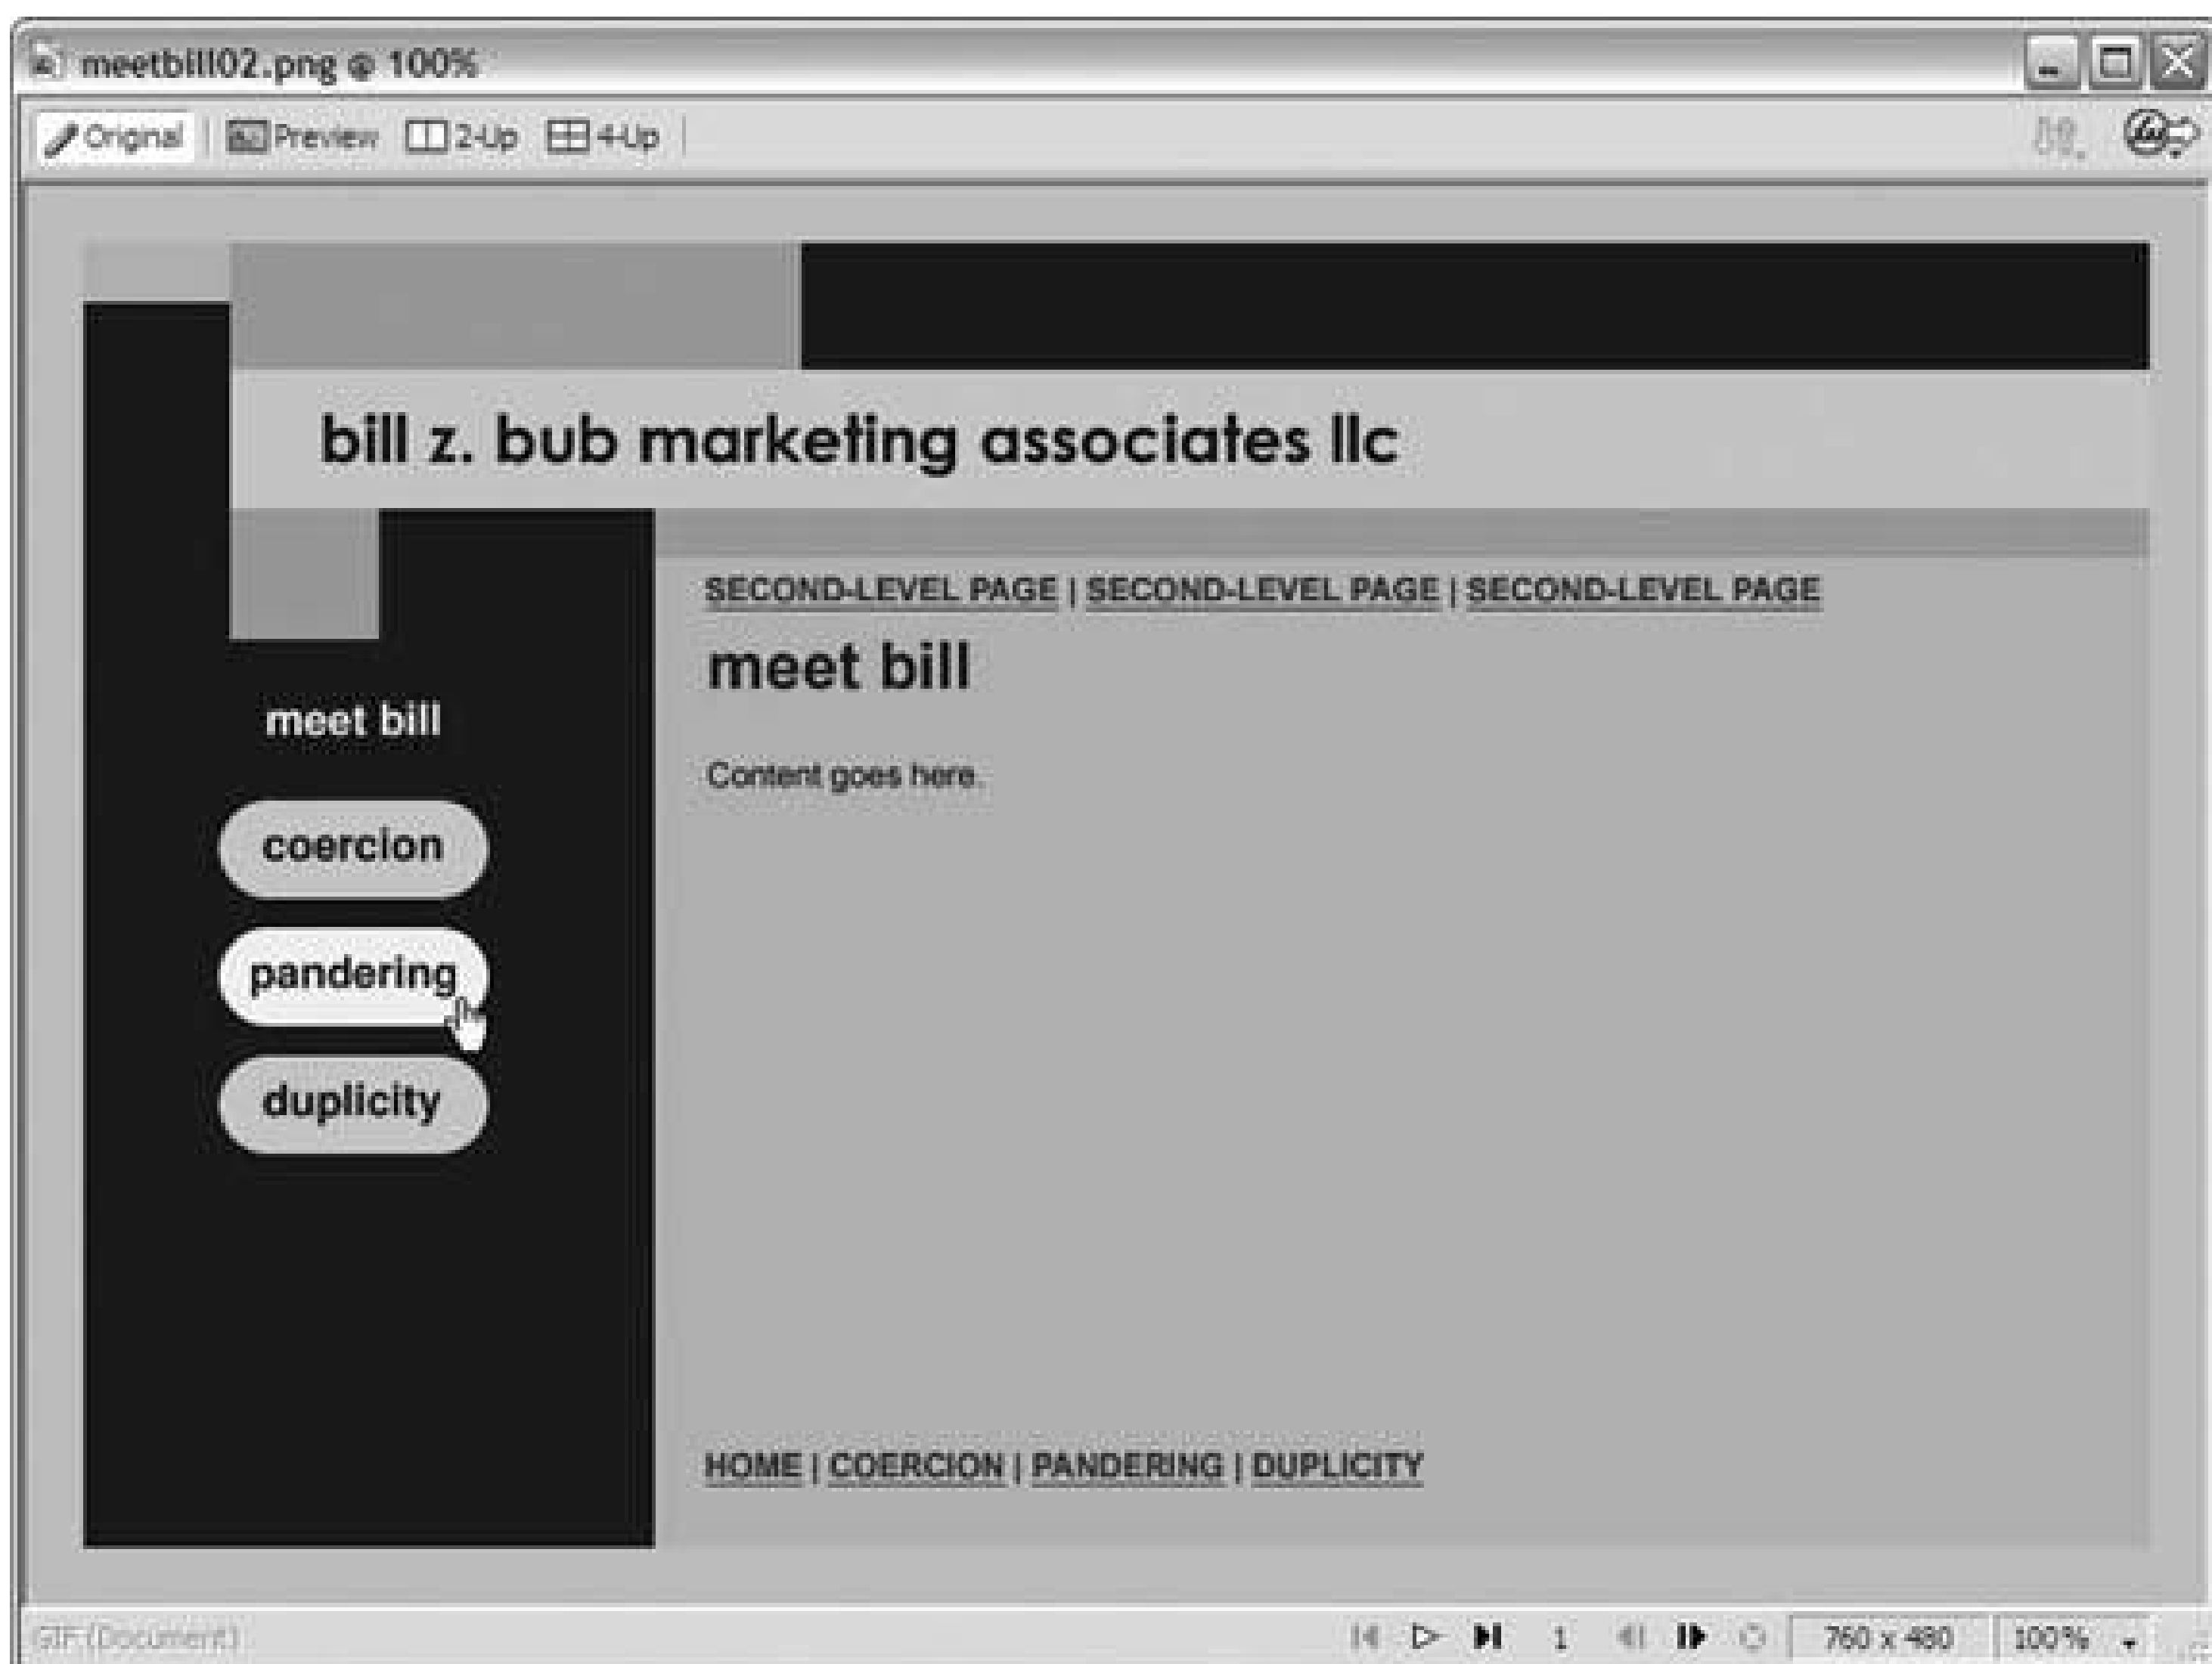 meetbill02.png @ 100%
Original Preview 2-Up 4-Up
bill z. bub marketing associates llc
SECOND-LEVEL PAGE | SECOND-LEVEL PAGE | SECOND-LEVEL PAGE
meet bill
Content goes here.
meet bill
coercion
pandering
duplicity
HOME | COERCION | PANDERING | DUPLICITY
GIF (Document) 1 760 x 480 100%